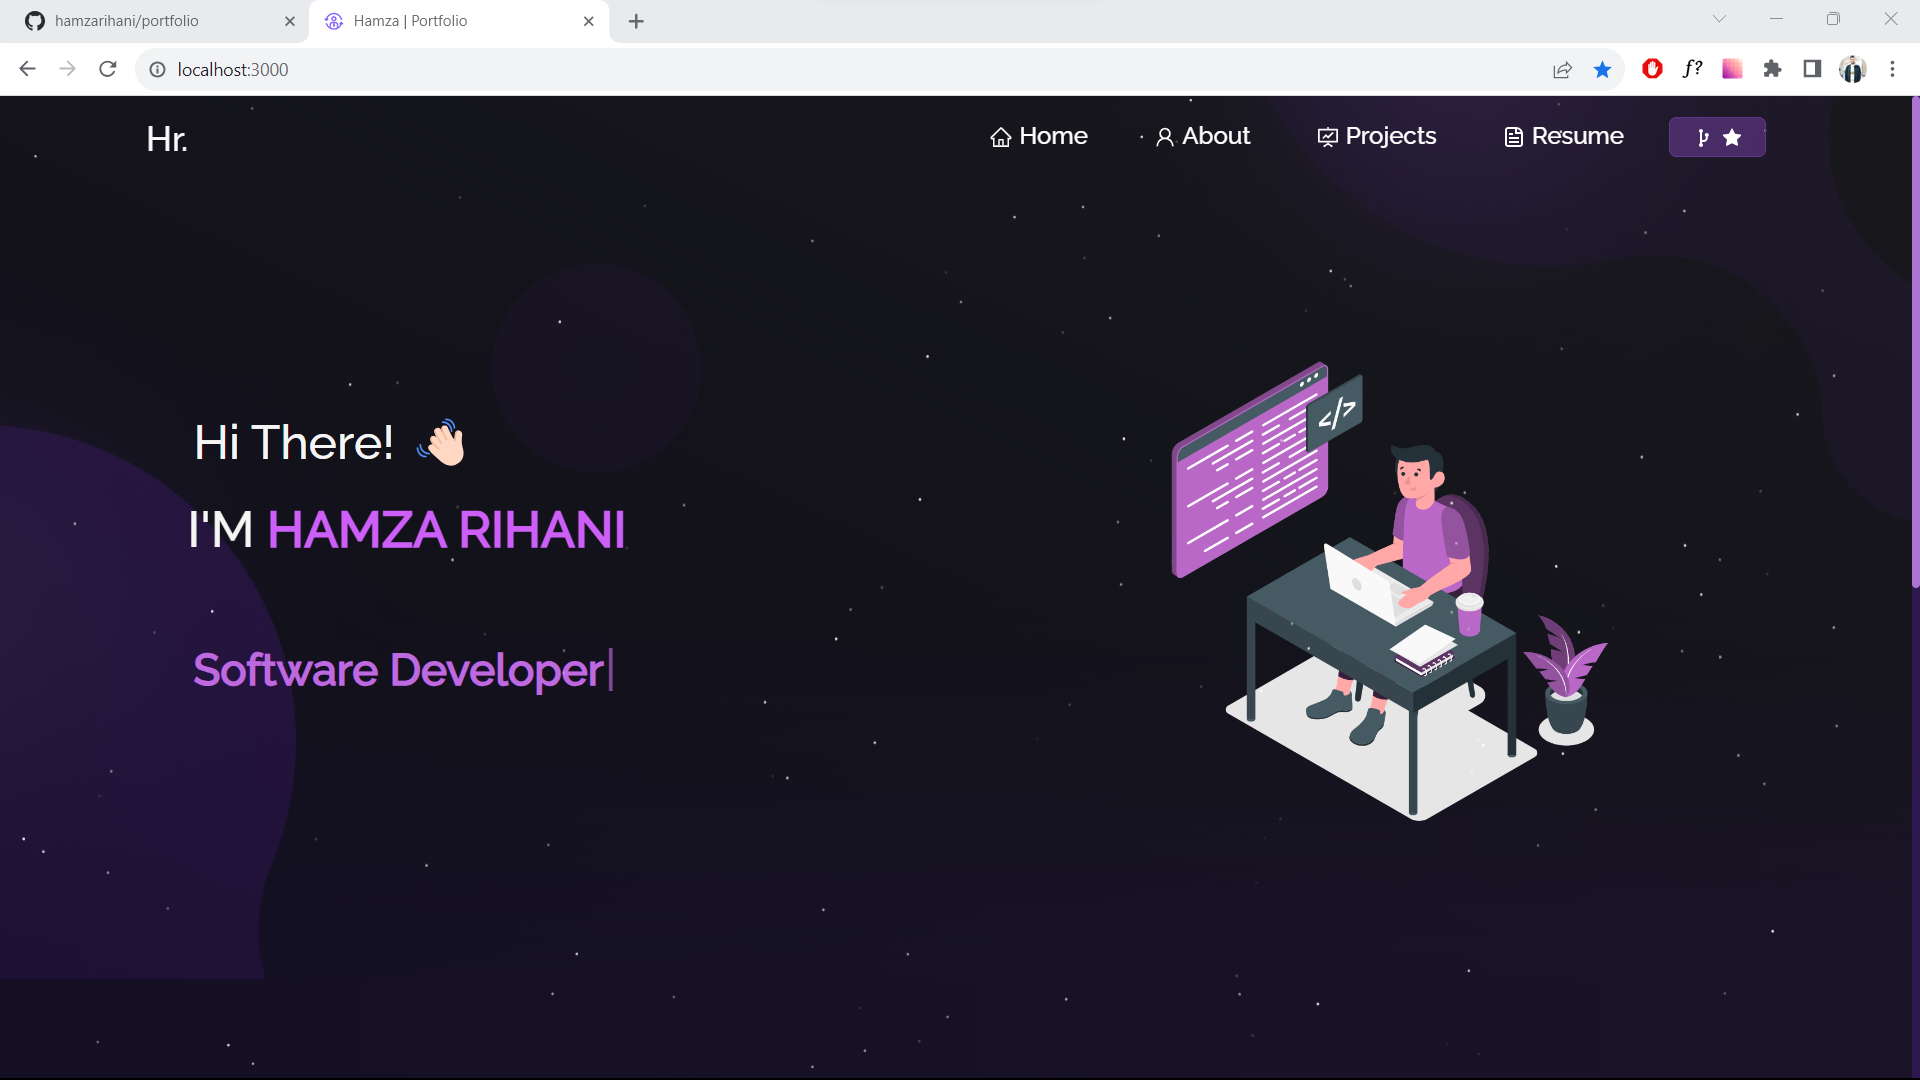 hamzarihani/portfolio
Hamza | Portfolio
localhost:3000
f?
Hr.
Home
About
Projects
Resume
Hi There!
I'M HAMZA RIHANI
Software Developer|
</>